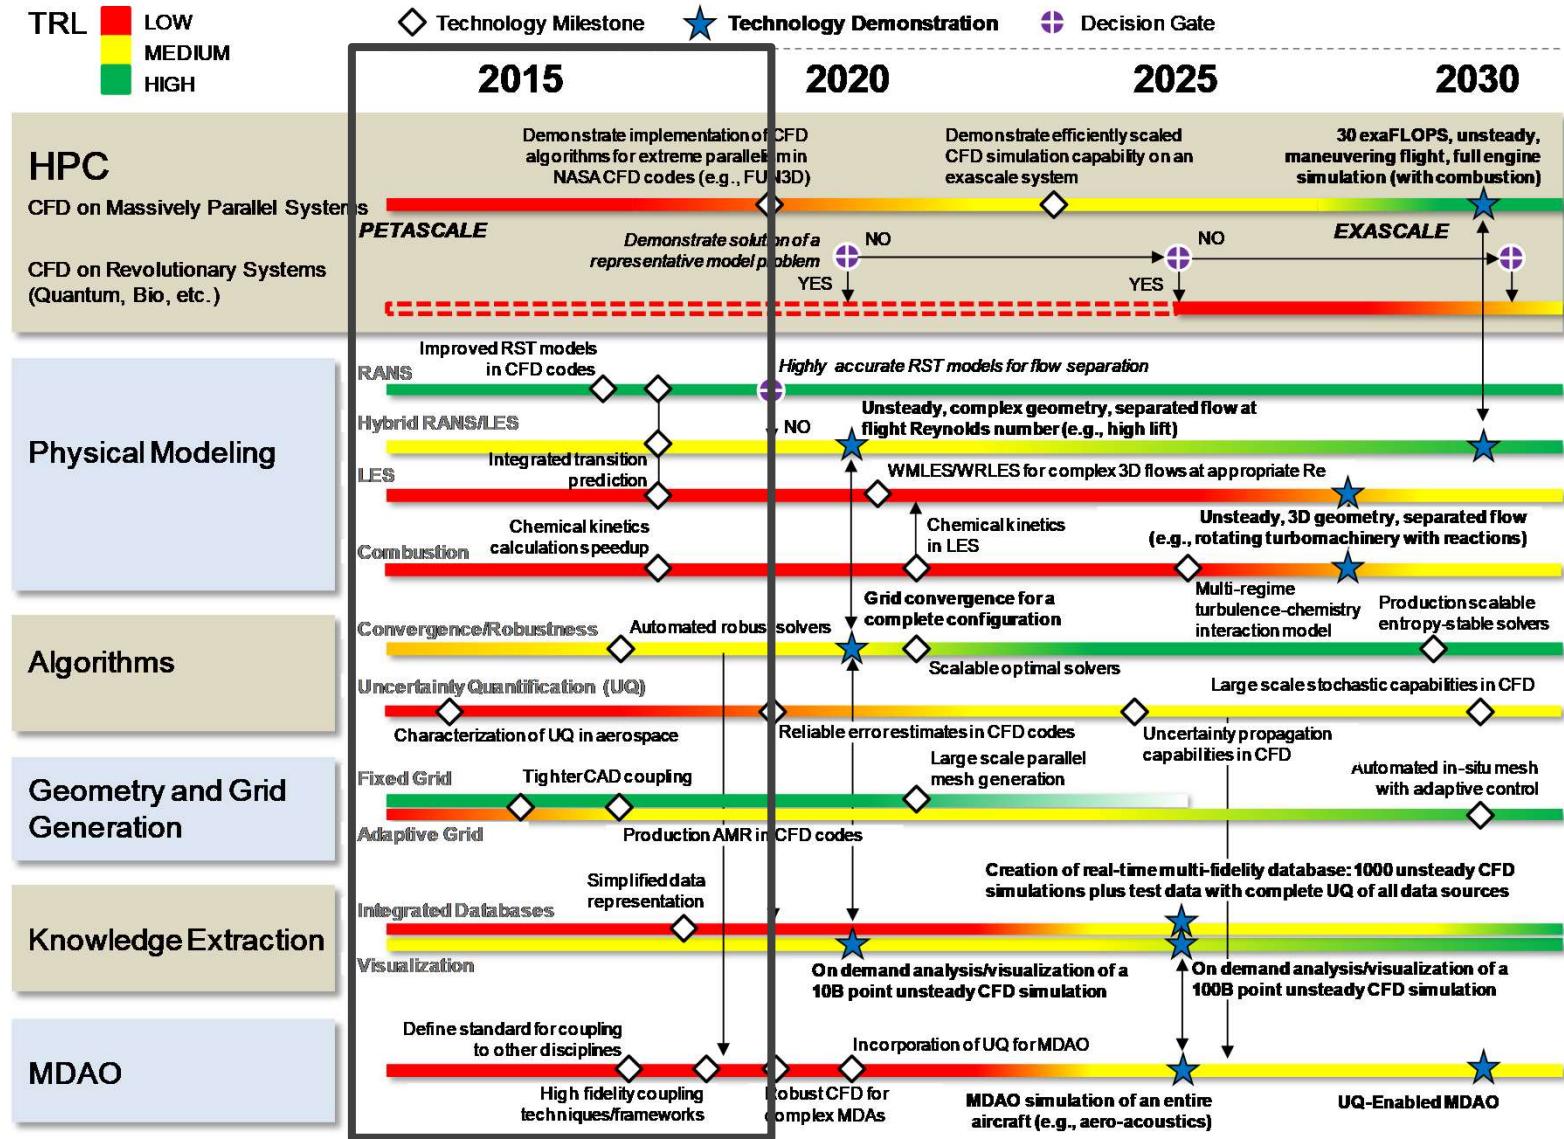 TRL
LOW
MEDIUM
HIGH
Technology Milestone
Technology Demonstration
Decision Gate
2015
2020
2025
2030
HPC
CFD on Massively Parallel Systems
CFD on Revolutionary Systems
(Quantum, Bio, etc.)
Demonstrate implementation of CFD
algorithms for extreme parallelism in
NASA CFD codes (e.g., FUN3D)
Demonstrate efficiently scaled
CFD simulation capability on an
exascale system
30 exaFLOPS, unsteady,
maneuvering flight, full engine
simulation (with combustion)
PETASCALE
Demonstrate solution of a
representative model problem
NO
YES
NO
YES
EXASCALE
Physical Modeling
RANS
Improved RST models
in CFD codes
Highly accurate RST models for flow separation
Hybrid RANS/LES
NO
Unsteady, complex geometry, separated flow at
flight Reynolds number (e.g., high lift)
LES
Integrated transition
prediction
WMLES/WRLES for complex 3D flows at appropriate Re
Unsteady, 3D geometry, separated flow
(e.g., rotating turbomachinery with reactions)
Combustion
Chemical kinetics
calculation speedup
Chemical kinetics
in LES
Multi-regime
turbulence-chemistry
interaction model
Algorithms
Convergence/Robustness
Automated robust solvers
Grid convergence for a
complete configuration
Scalable optimal solvers
Production scalable
entropy-stable solvers
Uncertainty Quantification (UQ)
Characterization of UQ in aerospace
Reliable error estimates in CFD codes
Uncertainty propagation
capabilities in CFD
Large scale stochastic capabilities in CFD
Geometry and Grid
Generation
Fixed Grid
Tighter CAD coupling
Large scale parallel
mesh generation
Automated in-situ mesh
with adaptive control
Adaptive Grid
Production AMR in CFD codes
Knowledge Extraction
Integrated Databases
Simplified data
representation
Creation of real-time multi-fidelity database: 1000 unsteady CFD
simulations plus test data with complete UQ of all data sources
Visualization
On demand analysis/visualization of a
10B point unsteady CFD simulation
On demand analysis/visualization of a
100B point unsteady CFD simulation
MDAO
Define standard for coupling
to other disciplines
High fidelity coupling
techniques/frameworks
Robust CFD for
complex MDAs
Incorporation of UQ for MDAO
MDAO simulation of an entire
aircraft (e.g., aero-acoustics)
UQ-Enabled MDAO